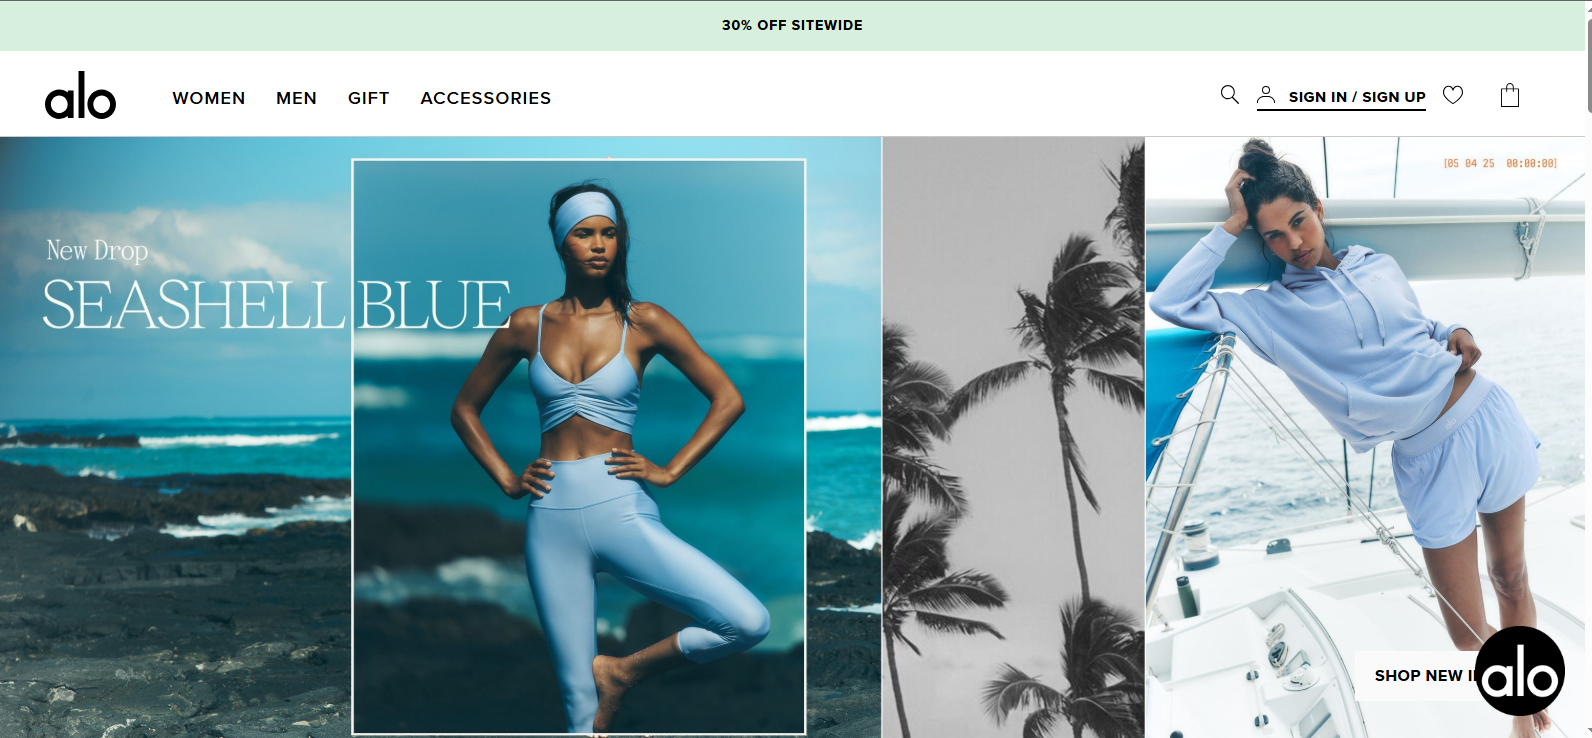 30% OFF SITEWIDE
alo
WOMEN MEN GIFT ACCESSORIES
SIGN IN / SIGN UP
[05 04 25 00:00:00]
New Drop
SEASHELL BLUE
SHOP NEW
alo